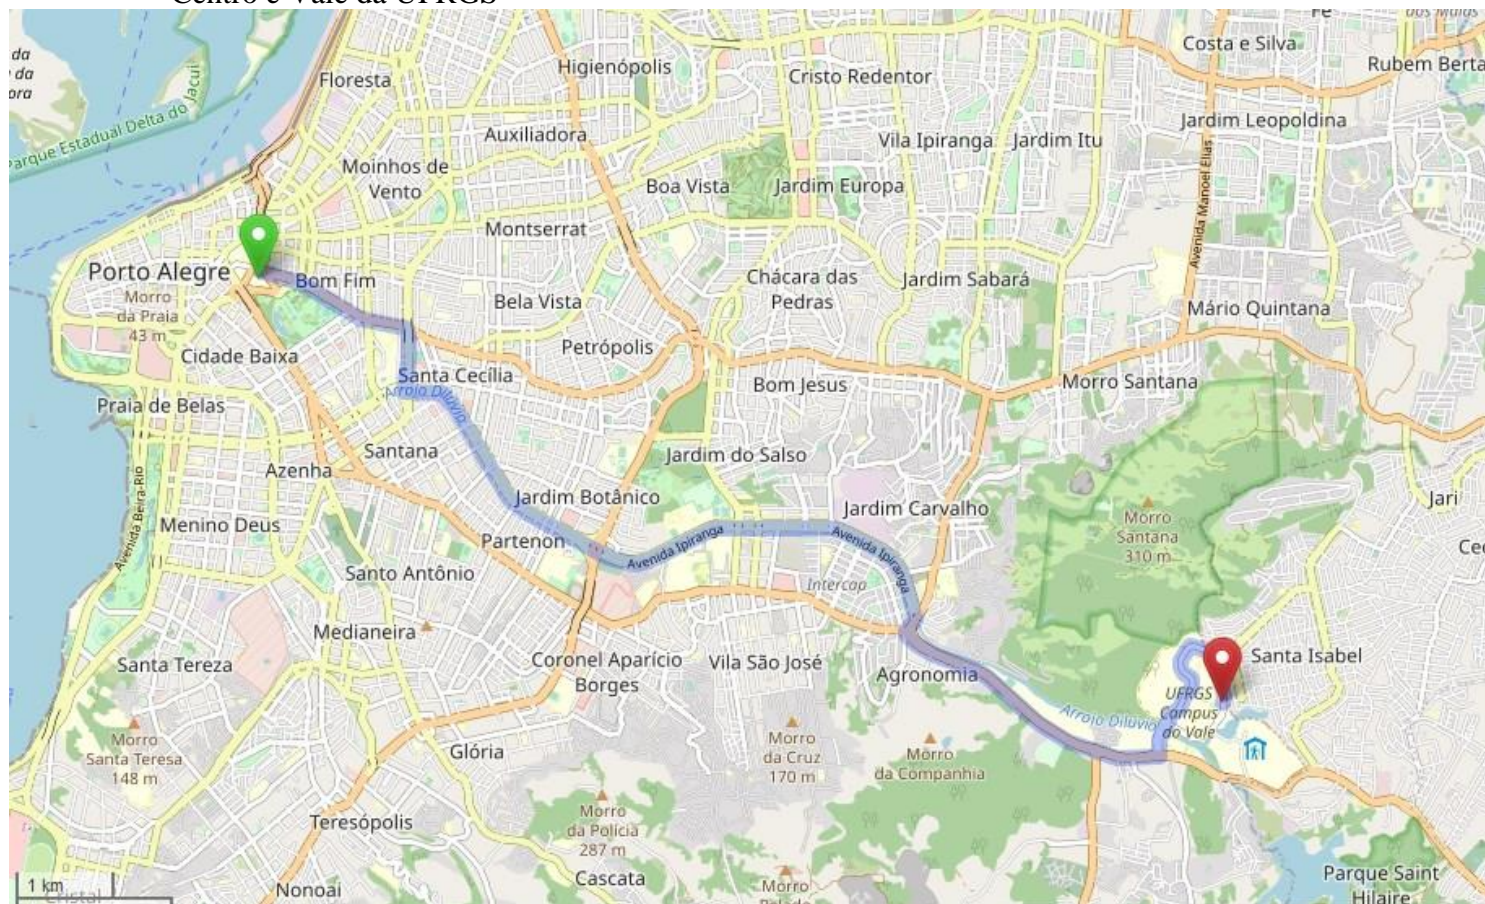 Centro e Vale da UFRGS
da
da
ora
Parque Estadual Delta do Jacuí
Floresta
Higienópolis
Cristo Redentor
Costa e Silva
Rubem Berta
Auxiliadora
Vila Ipiranga
Jardim Itu
Jardim Leopoldina
Moinhos de
Vento
Boa Vista
Jardim Europa
Avenida Manoel Elias
Montserrat
Porto Alegre
Bom Fim
Morro
da Praia
43 m
Bela Vista
Chácara das
Pedras
Jardim Sabará
Mário Quintana
Cidade Baixa
Petrópolis
Santa Cecília
Arroio Dilúvio
Bom Jesus
Morro Santana
Praia de Belas
Santana
Azenha
Jardim do Salso
Avenida Beira-Rio
Jardim Botânico
Jardim Carvalho
Jari
Menino Deus
Partenon
Avenida Ipiranga
Avenida Ipiranga
Morro
Santana
310 m
Santo Antônio
Intercap
Medianeira
Santa Tereza
Coronel Aparício
Borges
Vila São José
Agronomia
Santa Isabel
UFRGS
Campus
do Vale
Arroio Dilúvio
Morro
Santa Teresa
148 m
Glória
Morro
da Cruz
170 m
Morro
da Companhia
Teresópolis
Morro
da Polícia
287 m
Cascata
Morro
Nonoai
1 km
Cristal
Parque Saint
Hilaire